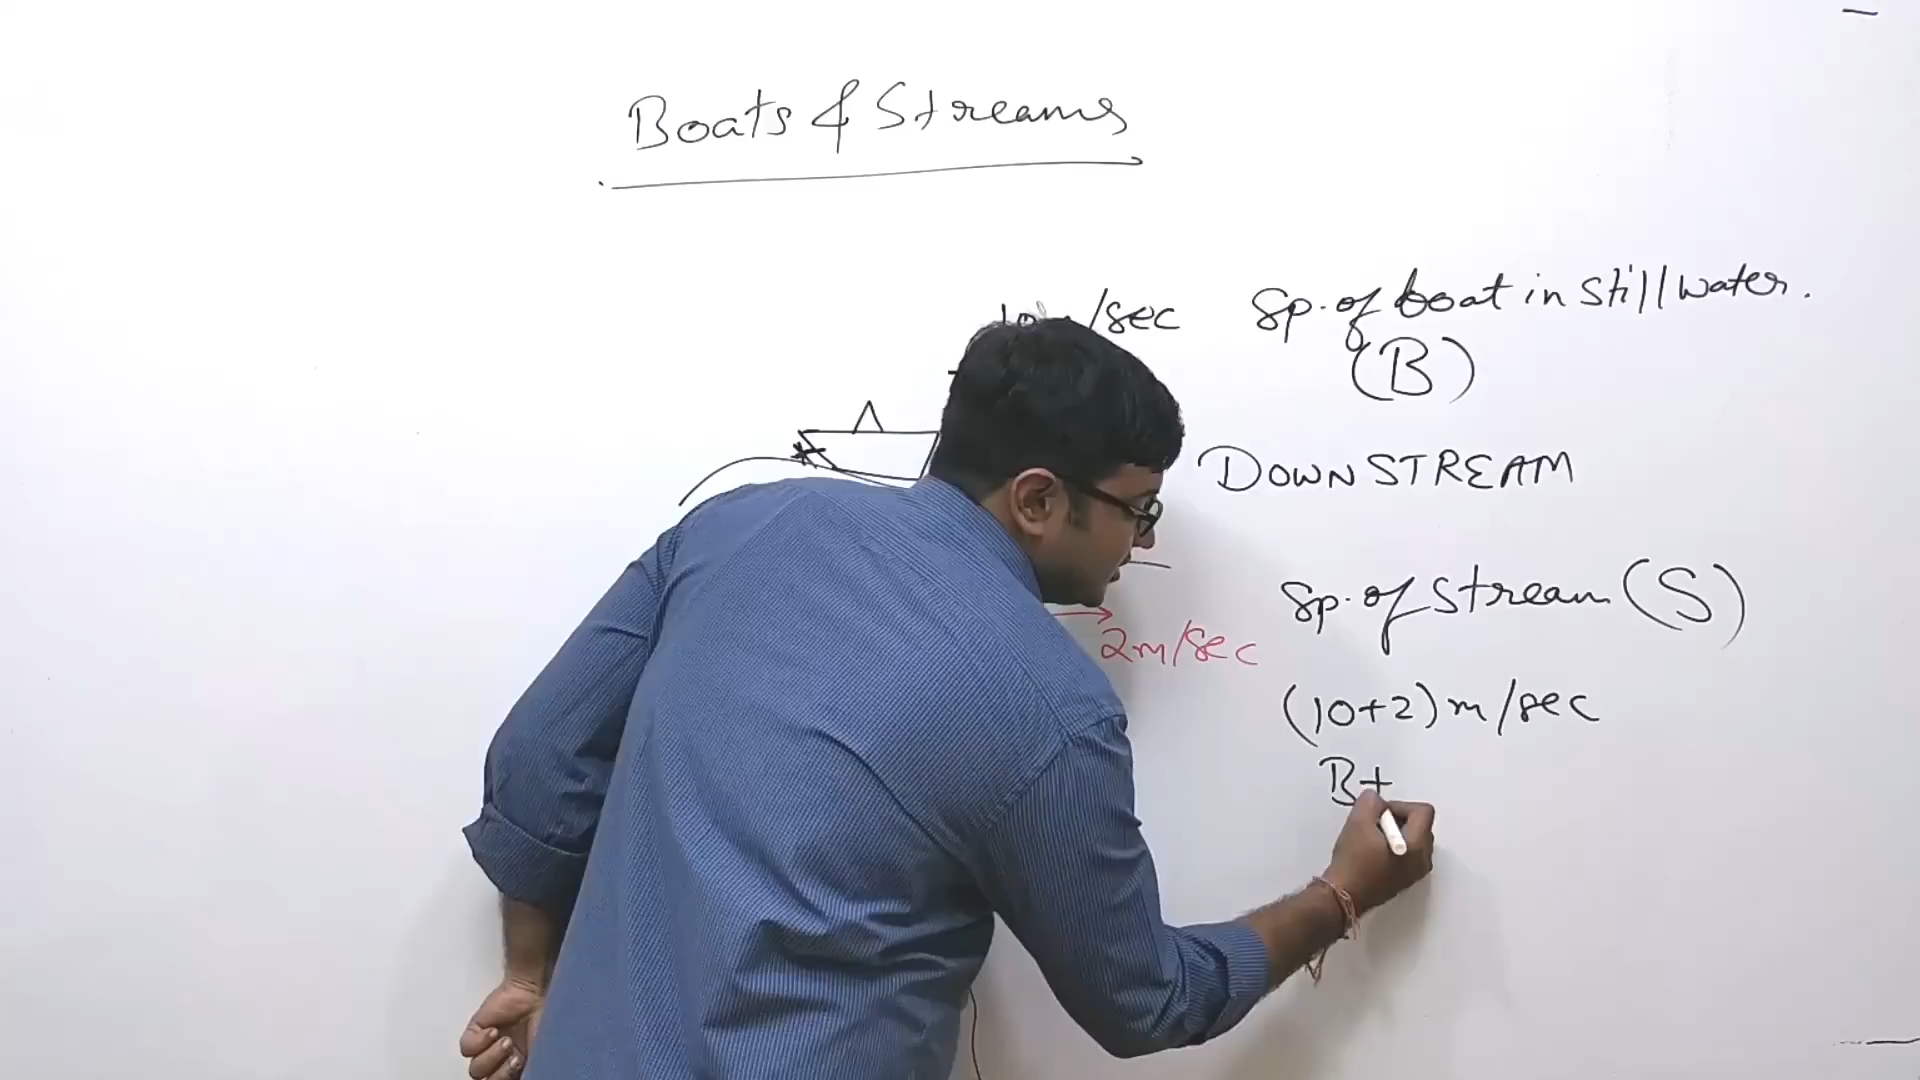 Boats & Streams
/sec
Sp. of boat in still water.
(B)
DOWNSTREAM
Sp. of stream (S)
2m/sec
(10+2) m/sec
B+